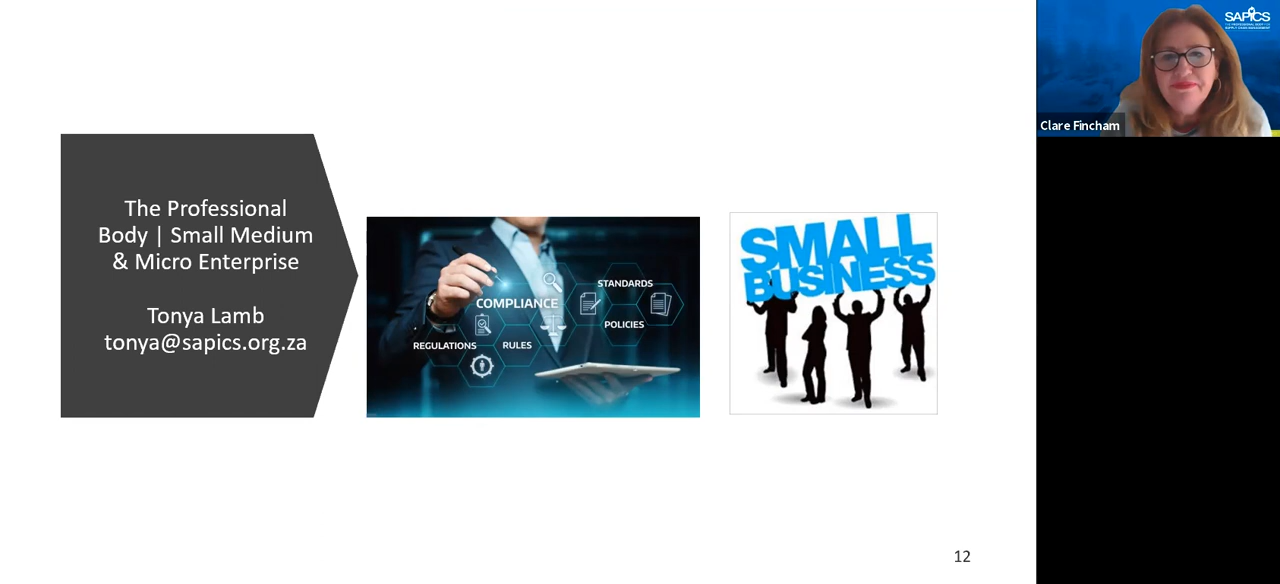 The Professional
Body | Small Medium
& Micro Enterprise
Tonya Lamb
tonya@sapics.org.za
COMPLIANCE
STANDARDS
POLICIES
REGULATIONS
RULES
SMALL
BUSINESS
12
SAPICS
Clare Fincham